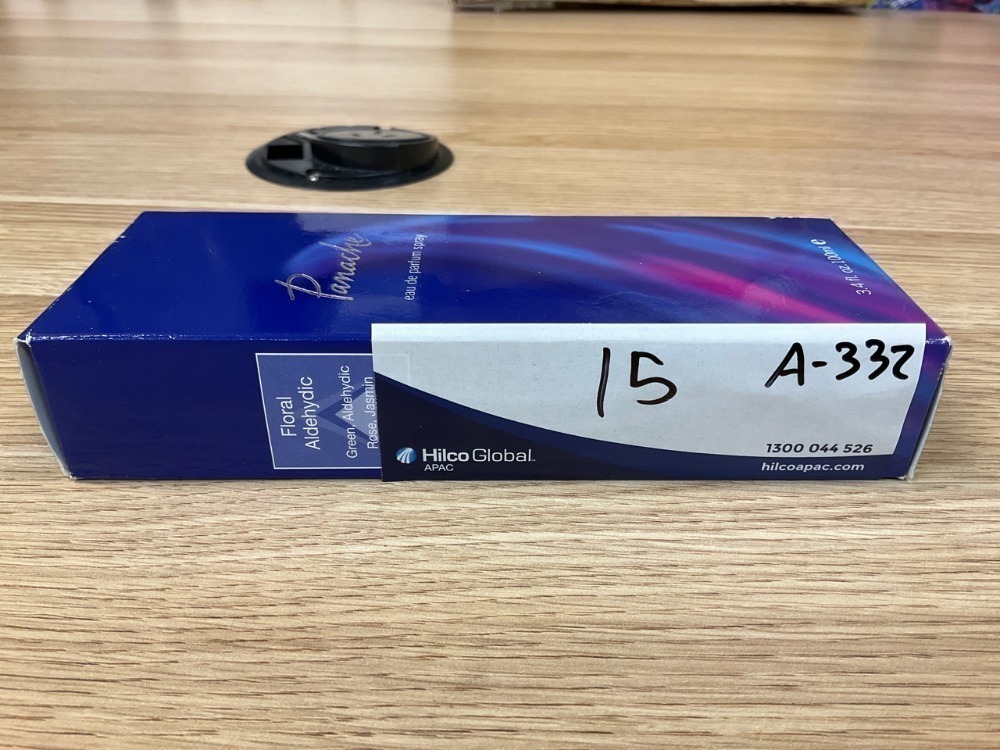 Panache
eau de parfum spray
3.4 fl. oz. 100ml e
Floral
Aldehydic
Green, Aldehydic
Rose, Jasmin
15
A-332
Hilco Global
APAC
1300 044 526
hilcoapac.com